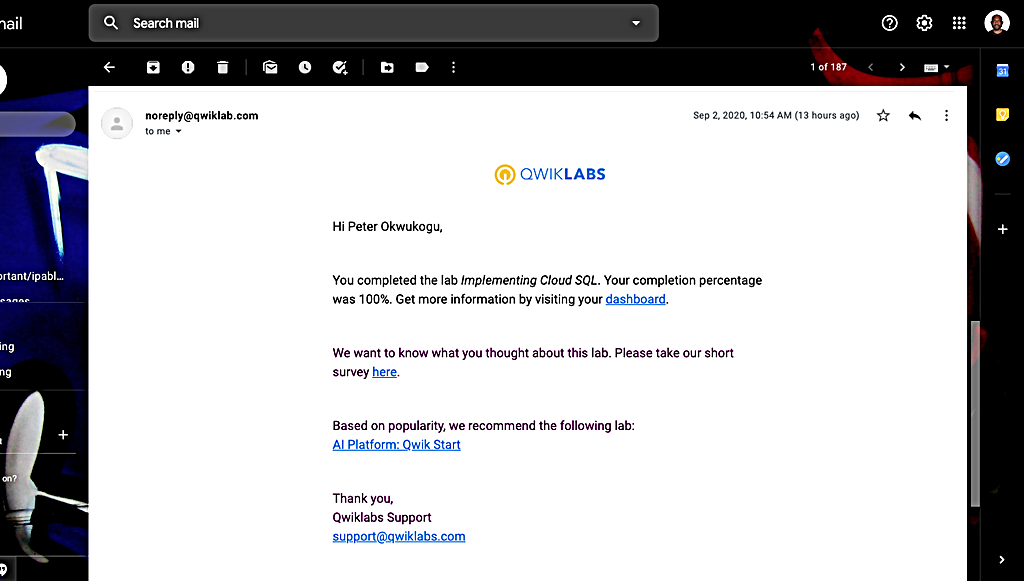 mail
Search mail
1 of 187
31
noreply@qwiklab.com
Sep 2, 2020, 10:54 AM (13 hours ago)
to me
QWIKLABS
Hi Peter Okwukogu,
You completed the lab Implementing Cloud SQL. Your completion percentage
was 100%. Get more information by visiting your dashboard.
We want to know what you thought about this lab. Please take our short
survey here.
Based on popularity, we recommend the following lab:
AI Platform: Qwik Start
Thank you,
Qwiklabs Support
support@qwiklabs.com
ortant/ipabl...
ssages
ing
ng
on?